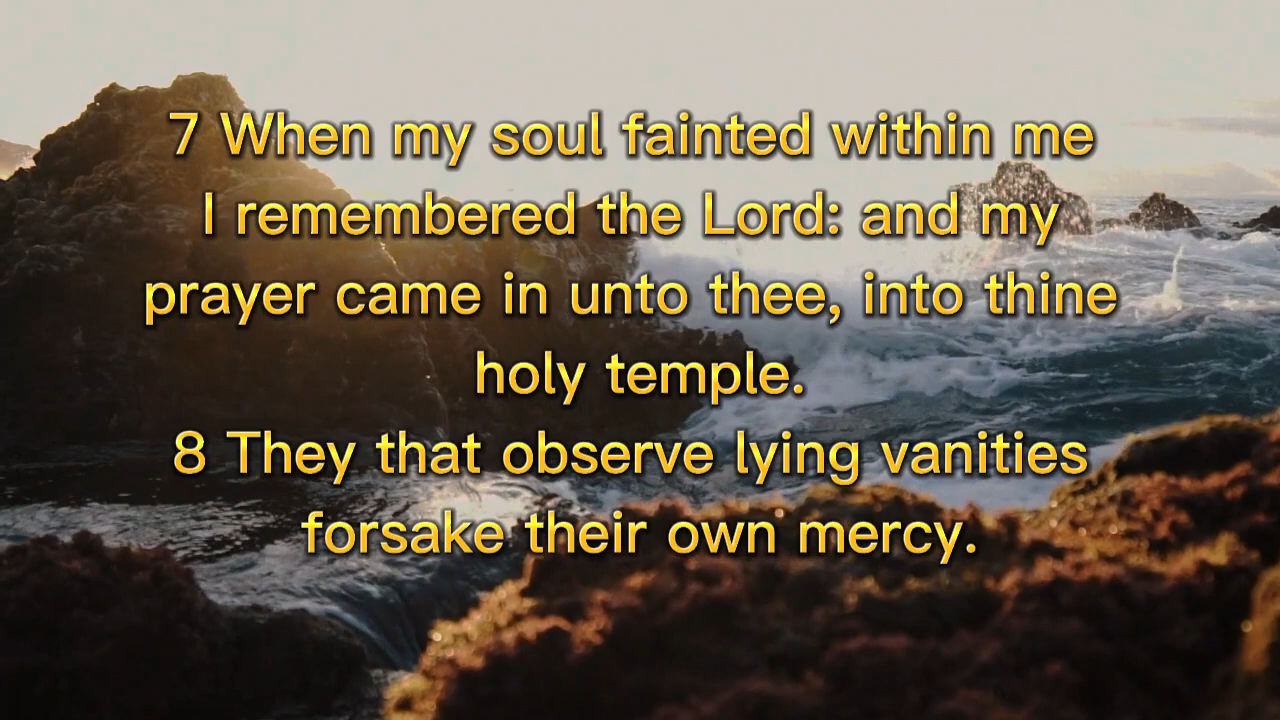 7 When my soul fainted within me
I remembered the Lord: and my
prayer came in unto thee, into thine
holy temple.
8 They that observe lying vanities
forsake their own mercy.